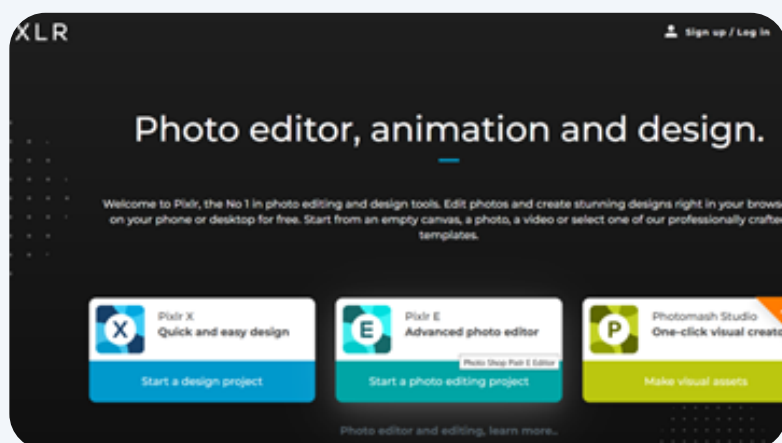 XLR
Sign up / Log in
Photo editor, animation and design.
Welcome to Pixlr, the No 1 in photo editing and design tools. Edit photos and create stunning designs right in your brows
on your phone or desktop for free. Start from an empty canvas, a photo, a video or select one of our professionally crafte
templates.
X
Pixlr X
Quick and easy design
Start a design project
E
Pixlr E
Advanced photo editor
Photo Shop Pixlr E Editor
Start a photo editing project
P
Photomash Studio
One-click visual creato
Make visual assets
Photo editor and editing, learn more..